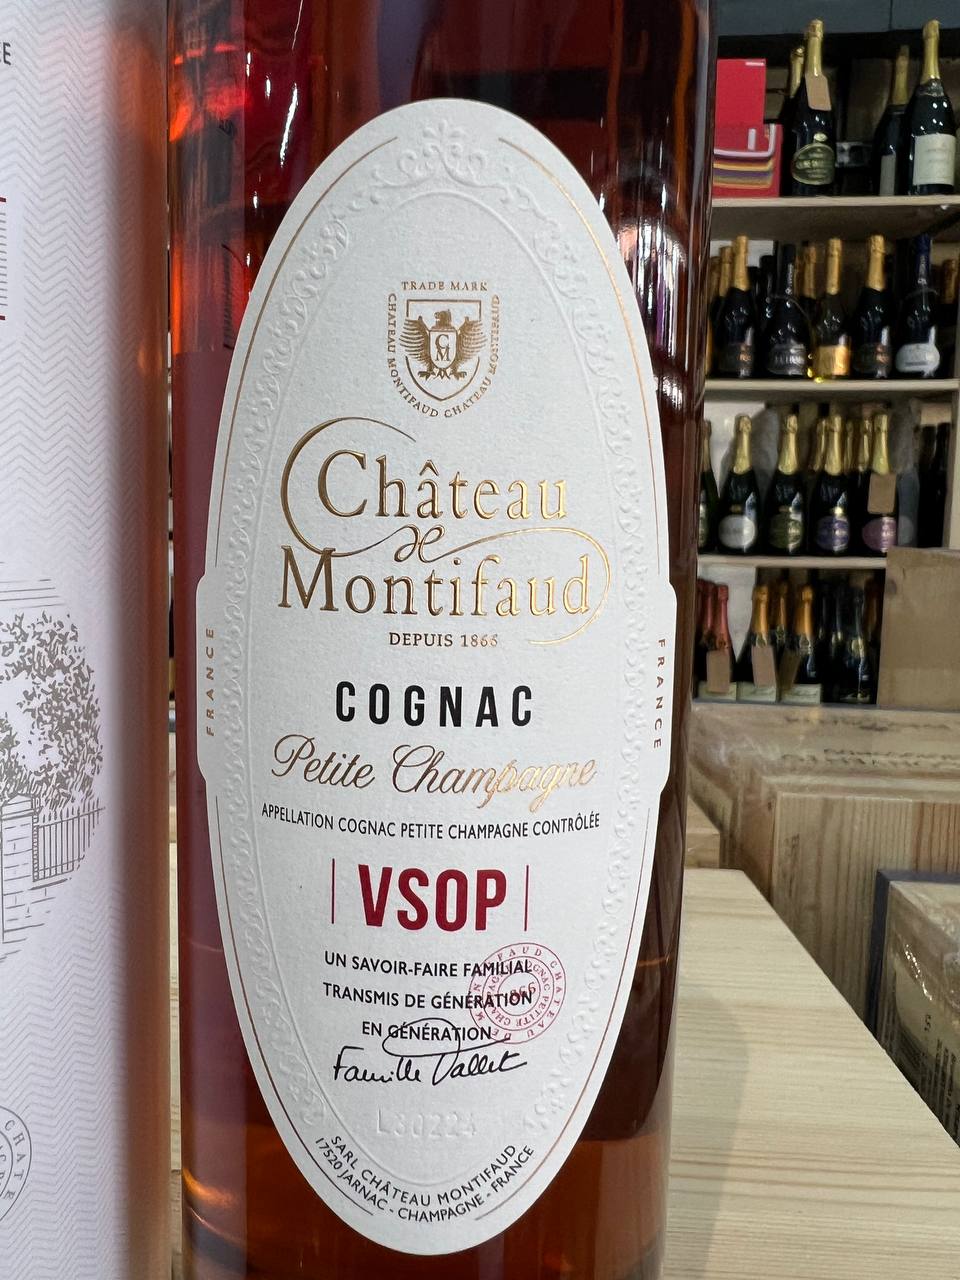 TRADE MARK
CHATEAU MONTIFAUD CHATEAU MONTIFAUD
CM
Château
de
Montifaud
DEPUIS 1866
FRANCE
FRANCE
COGNAC
Petite Champagne
APPELLATION COGNAC PETITE CHAMPAGNE CONTRÔLÉE
VSOP
UN SAVOIR-FAIRE FAMILIAL
TRANSMIS DE GÉNÉRATION
EN GÉNÉRATION
Famille Vallet
L30224
SARL CHÂTEAU MONTIFAUD
17520 JARNAC - CHAMPAGNE - FRANCE